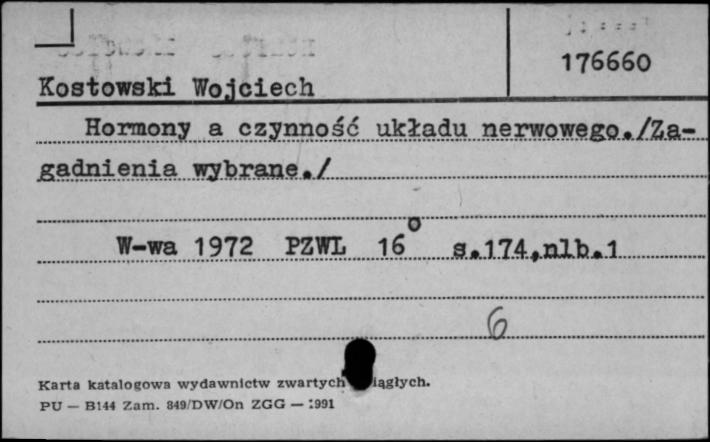 176660
Kostowski Wojciech
Hormony a czynność układu nerwowego./Za-
gadnienia wybrane./
W-wa 1972 PZWL 16° s.174,nlb.1
6
Karta katalogowa wydawnictw zwartych
PU — B144 Zam. 849/DW/On ZGG — 1991